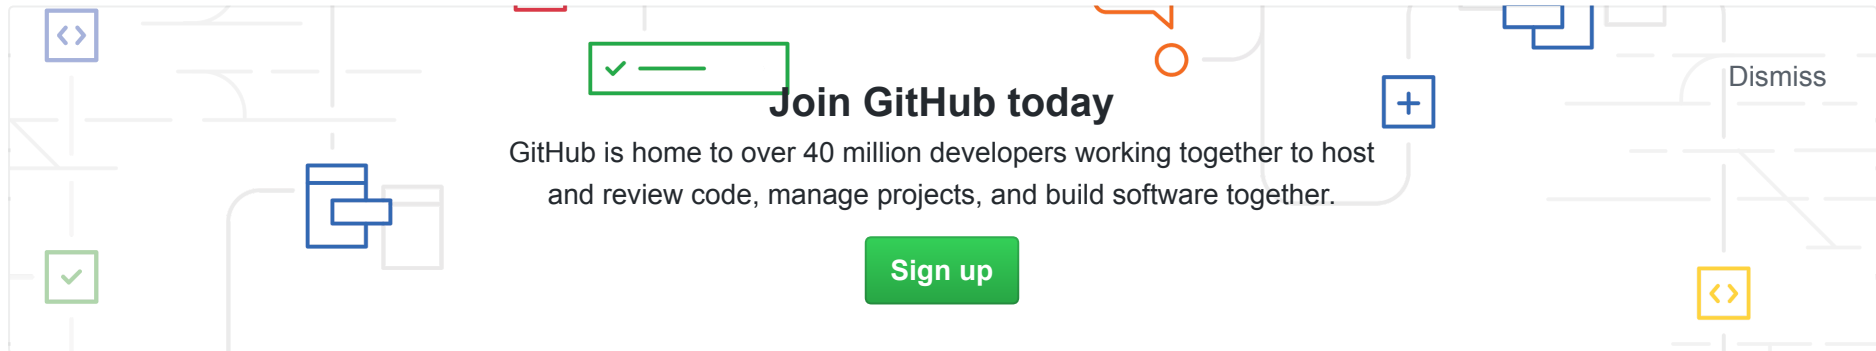 Dismiss
Join GitHub today
GitHub is home to over 40 million developers working together to host
and review code, manage projects, and build software together.
Sign up